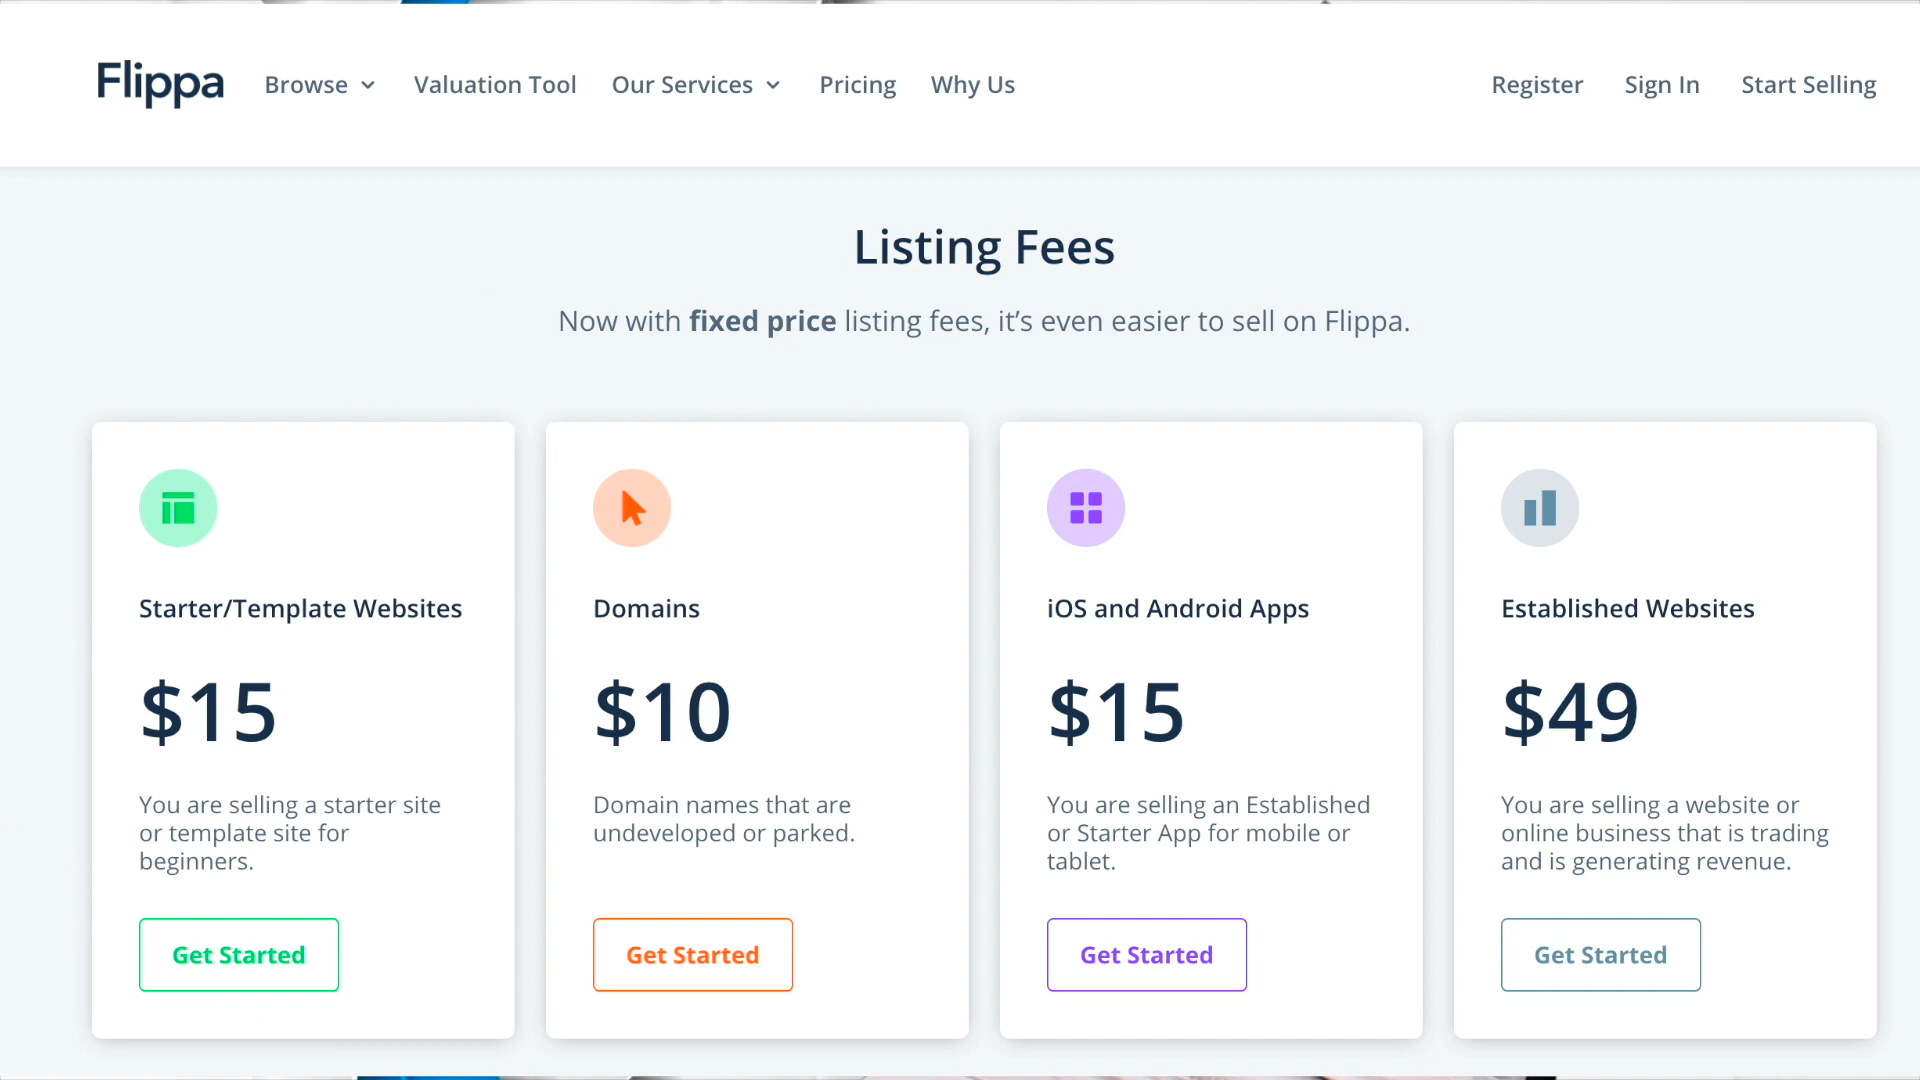 Flippa
Browse
Valuation Tool
Our Services
Pricing
Why Us
Register
Sign In
Start Selling
Listing Fees
Now with fixed price listing fees, it's even easier to sell on Flippa.
Starter/Template Websites
$15
You are selling a starter site
or template site for
beginners.
Get Started
Domains
$10
Domain names that are
undeveloped or parked.
Get Started
iOS and Android Apps
$15
You are selling an Established
or Starter App for mobile or
tablet.
Get Started
Established Websites
$49
You are selling a website or
online business that is trading
and is generating revenue.
Get Started